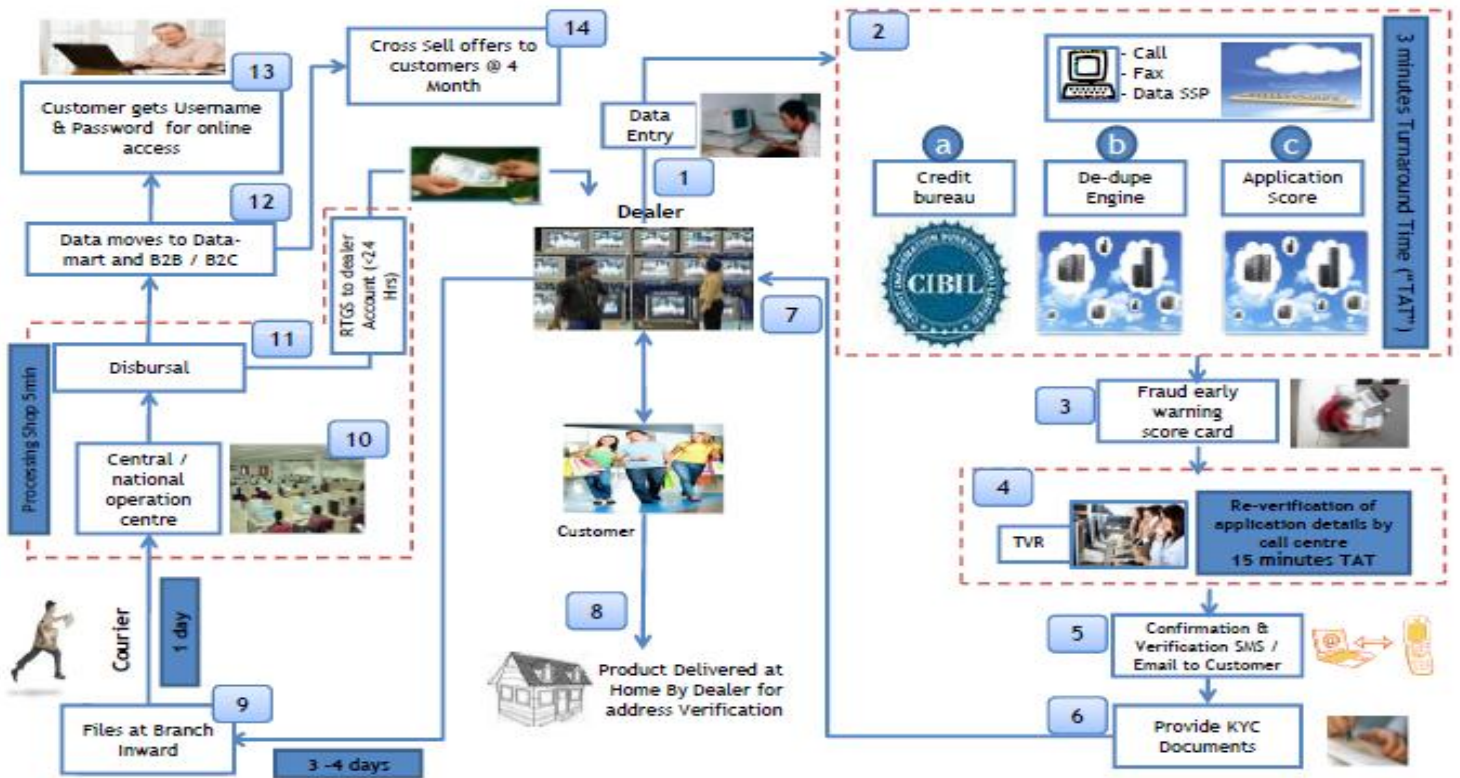 14
Cross Sell offers to
customers @ 4
Month
13
Customer gets Username
& Password for online
access
12
Data moves to Data-
mart and B2B / B2C
11
Disbursal
Processing Shop 5min
10
Central /
national
operation
centre
Courier
1 day
9
Files at Branch
Inward
3 -4 days
RTGS to dealer
Account (<24
Hrs)
Data
Entry
1
Dealer
7
Customer
8
Product Delivered at
Home By Dealer for
address Verification
2
- Call
- Fax
- Data SSP
a
Credit
bureau
CIBIL
b
De-dupe
Engine
c
Application
Score
3 minutes Turnaround Time ("TAT")
3
Fraud early
warning
score card
4
TVR
Re-verification of
application details by
call centre
15 minutes TAT
5
Confirmation &
Verification SMS /
Email to Customer
@
6
Provide KYC
Documents